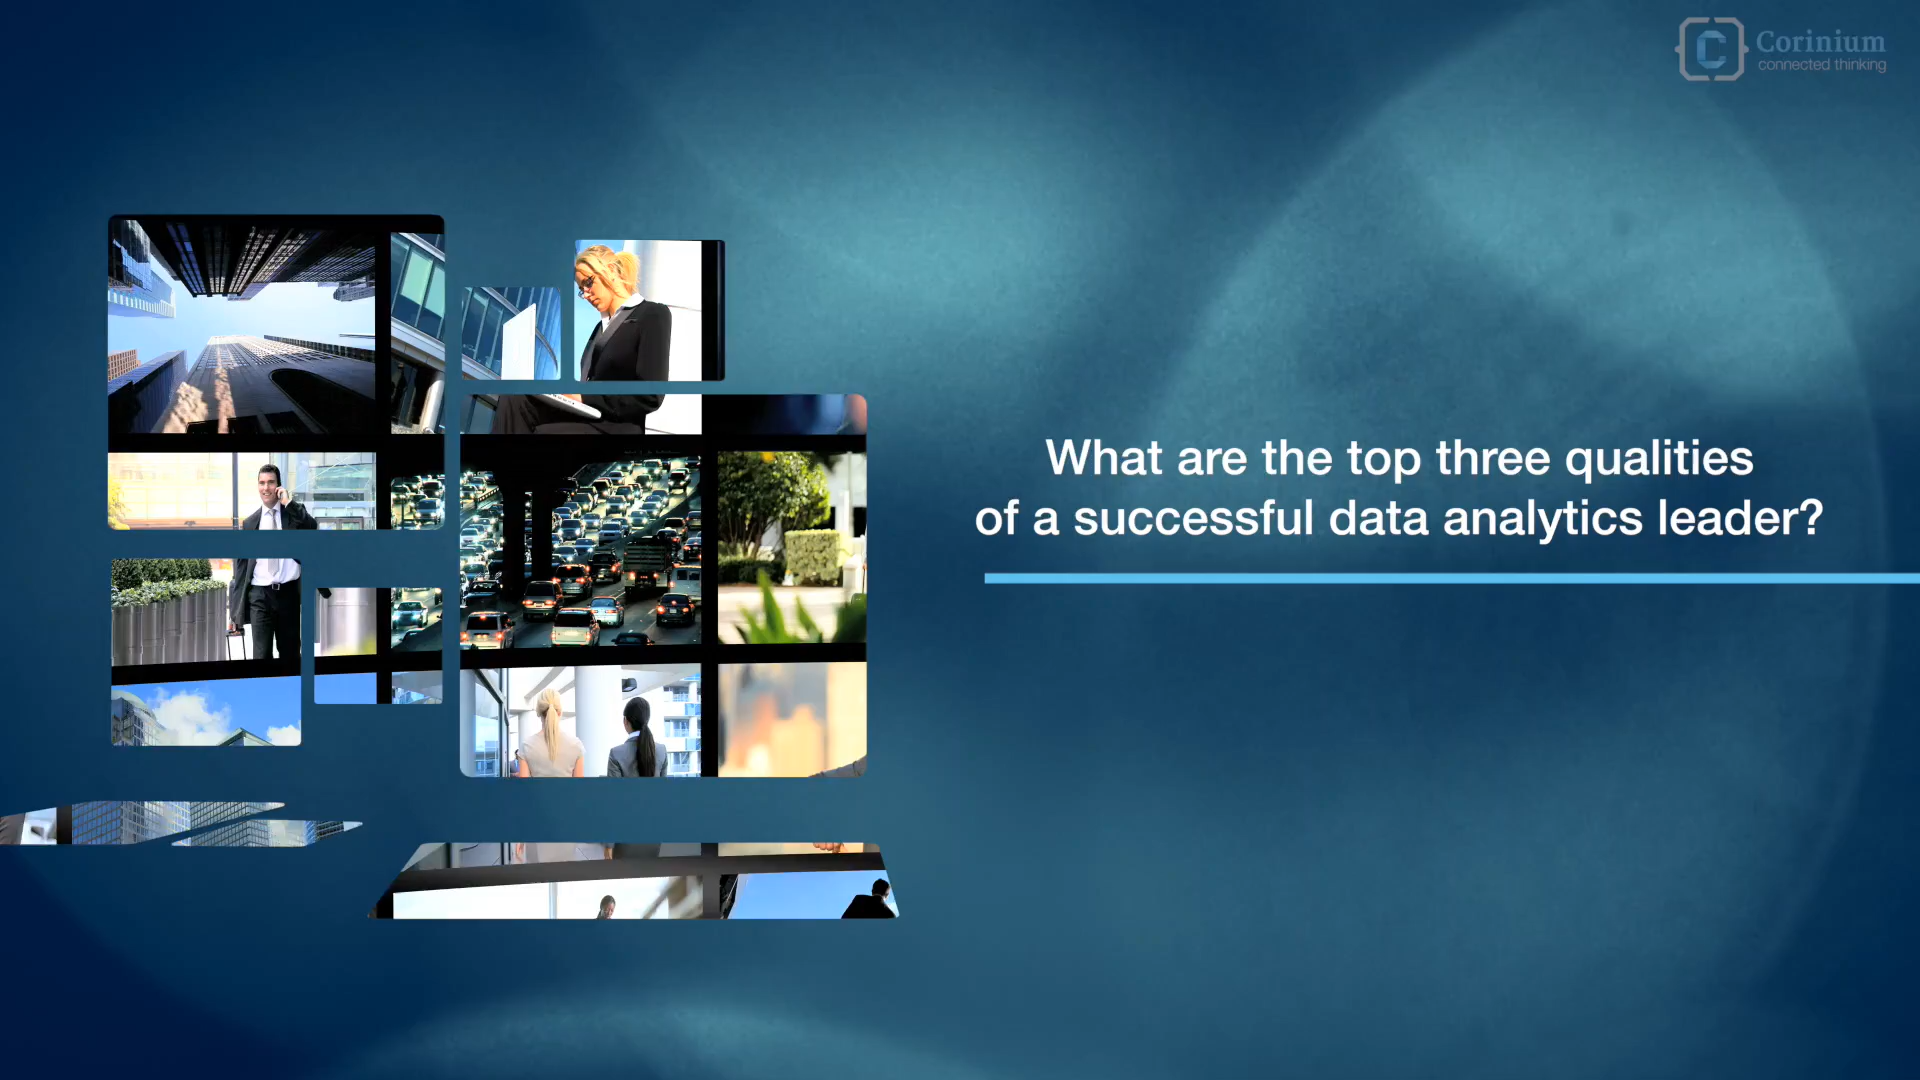 Corinium
connected thinking
What are the top three qualities
of a successful data analytics leader?